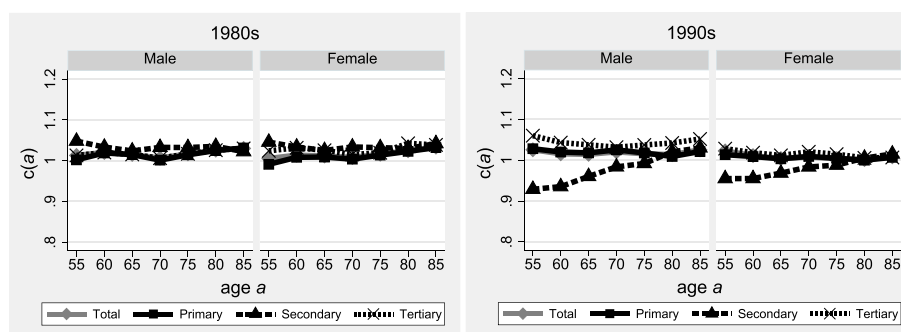 1980s
Male Female
c(a)
1.2
1.1
1
.9
.8
55 60 65 70 75 80 85 55 60 65 70 75 80 85
age a
Total Primary Secondary Tertiary
1990s
Male Female
c(a)
1.2
1.1
1
.9
.8
55 60 65 70 75 80 85 55 60 65 70 75 80 85
age a
Total Primary Secondary Tertiary